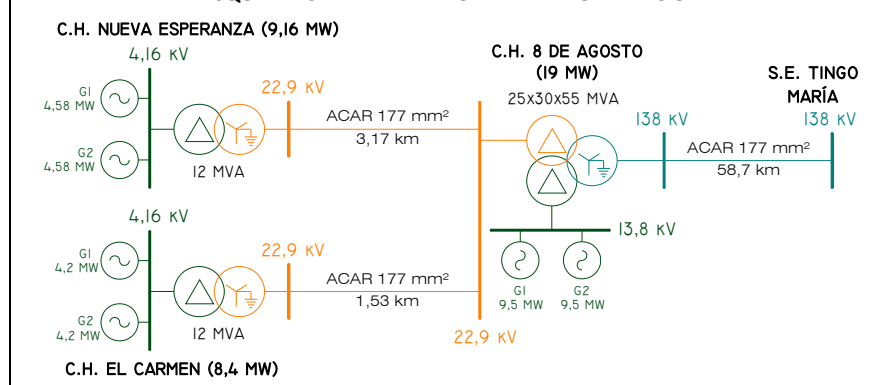 C.H. NUEVA ESPERANZA (9,16 MW)
4,16 kV
G1
4,58 MW
G2
4,58 MW
12 MVA
22,9 kV
ACAR 177 mm²
3,17 km
C.H. 8 DE AGOSTO
(19 MW)
25x30x55 MVA
138 kV
ACAR 177 mm²
58,7 km
S.E. TINGO
MARÍA
138 kV
13,8 kV
G1
9,5 MW
G2
9,5 MW
4,16 kV
G1
4,2 MW
G2
4,2 MW
12 MVA
22,9 kV
ACAR 177 mm²
1,53 km
22,9 kV
C.H. EL CARMEN (8,4 MW)